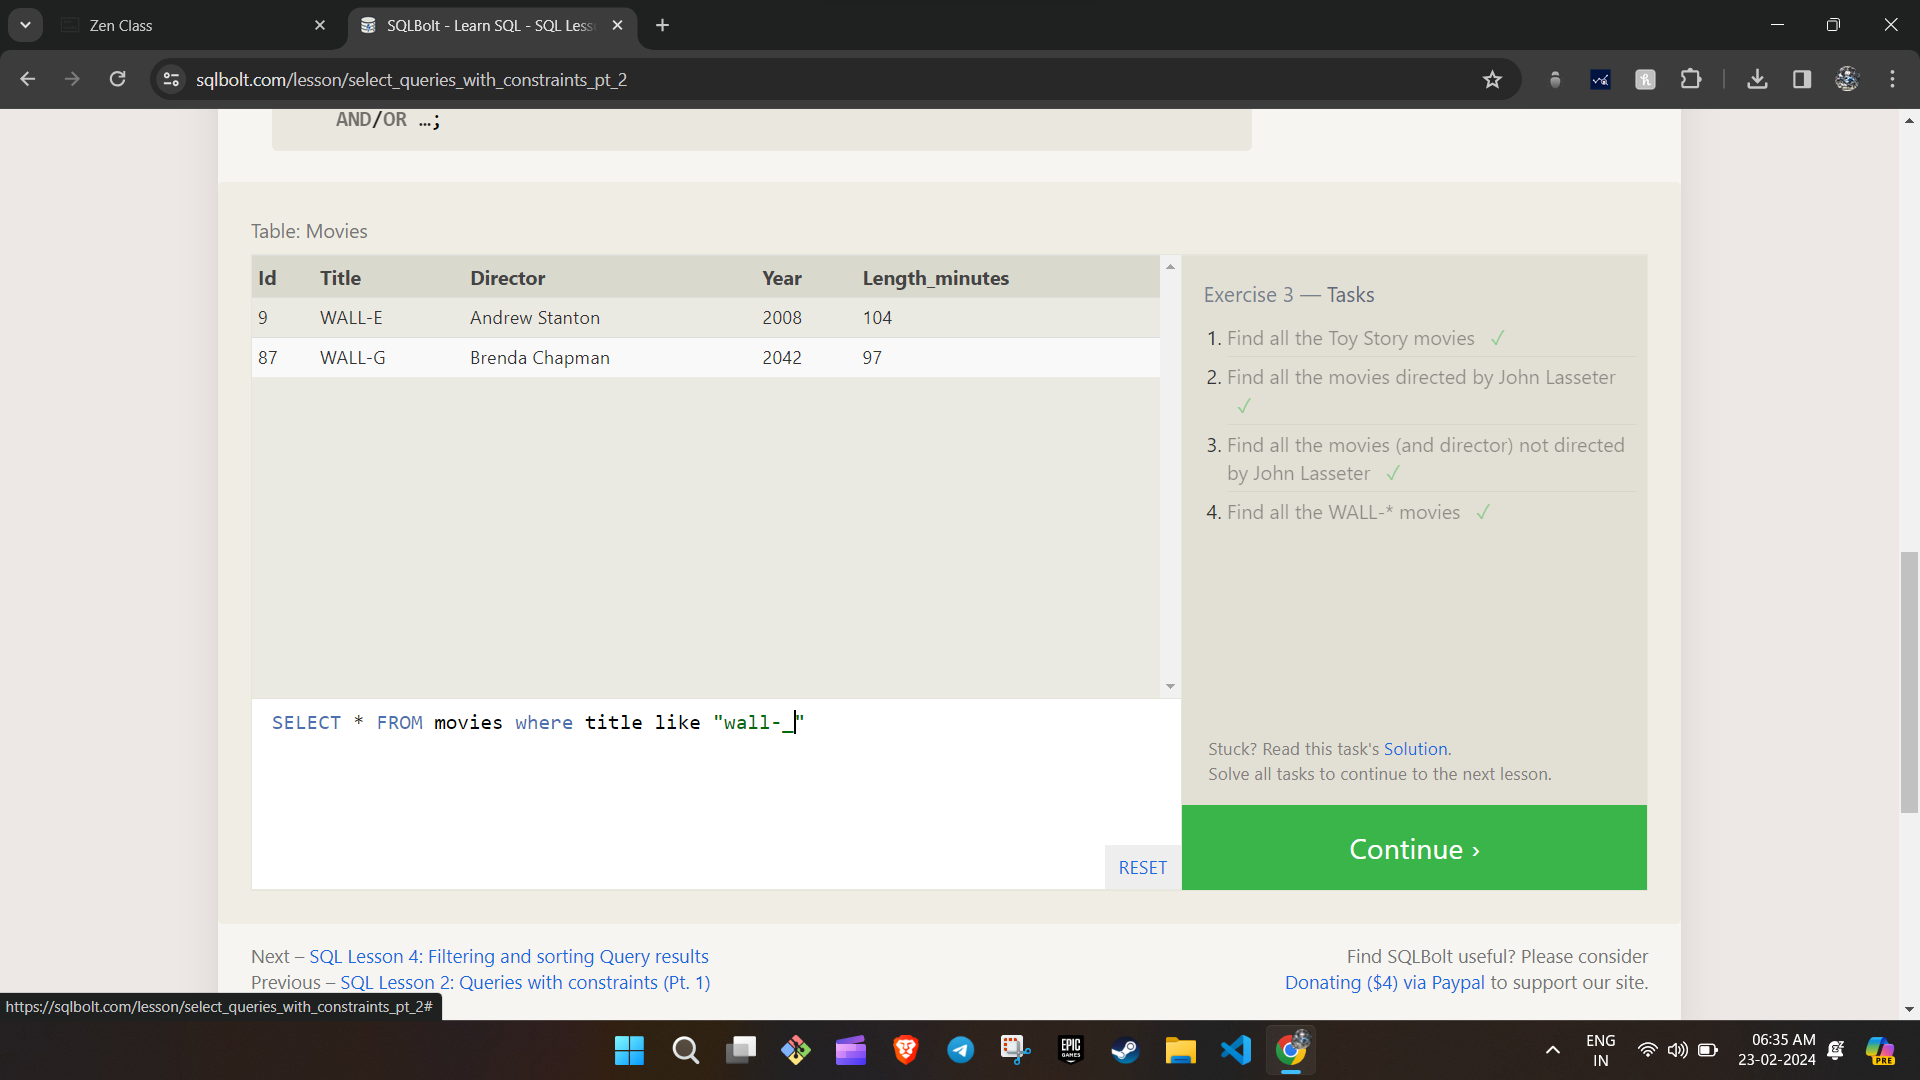 Zen Class
SQLBolt - Learn SQL - SQL Less
sqlbolt.com/lesson/select_queries_with_constraints_pt_2
AND/OR …;
Table: Movies
Id Title Director Year Length_minutes
9 WALL-E Andrew Stanton 2008 104
87 WALL-G Brenda Chapman 2042 97
Exercise 3 — Tasks
1. Find all the Toy Story movies ✓
2. Find all the movies directed by John Lasseter
✓
3. Find all the movies (and director) not directed
by John Lasseter ✓
4. Find all the WALL-* movies ✓
SELECT * FROM movies where title like "wall-_"
RESET
Stuck? Read this task's Solution.
Solve all tasks to continue to the next lesson.
Continue ›
Next – SQL Lesson 4: Filtering and sorting Query results
Previous – SQL Lesson 2: Queries with constraints (Pt. 1)
Find SQLBolt useful? Please consider
Donating ($4) via Paypal to support our site.
https://sqlbolt.com/lesson/select_queries_with_constraints_pt_2#
EPIC
GAMES
ENG
IN
06:35 AM
23-02-2024
PRE